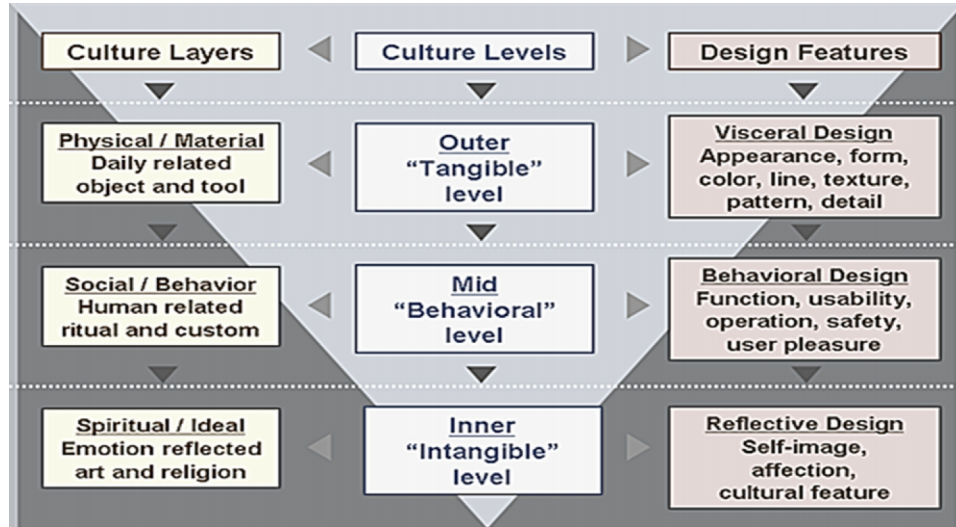 Culture Layers
Culture Levels
Design Features
Physical / Material
Daily related
object and tool
Outer
“Tangible”
level
Visceral Design
Appearance, form,
color, line, texture,
pattern, detail
Social / Behavior
Human related
ritual and custom
Mid
“Behavioral”
level
Behavioral Design
Function, usability,
operation, safety,
user pleasure
Spiritual / Ideal
Emotion reflected
art and religion
Inner
“Intangible”
level
Reflective Design
Self-image,
affection,
cultural feature